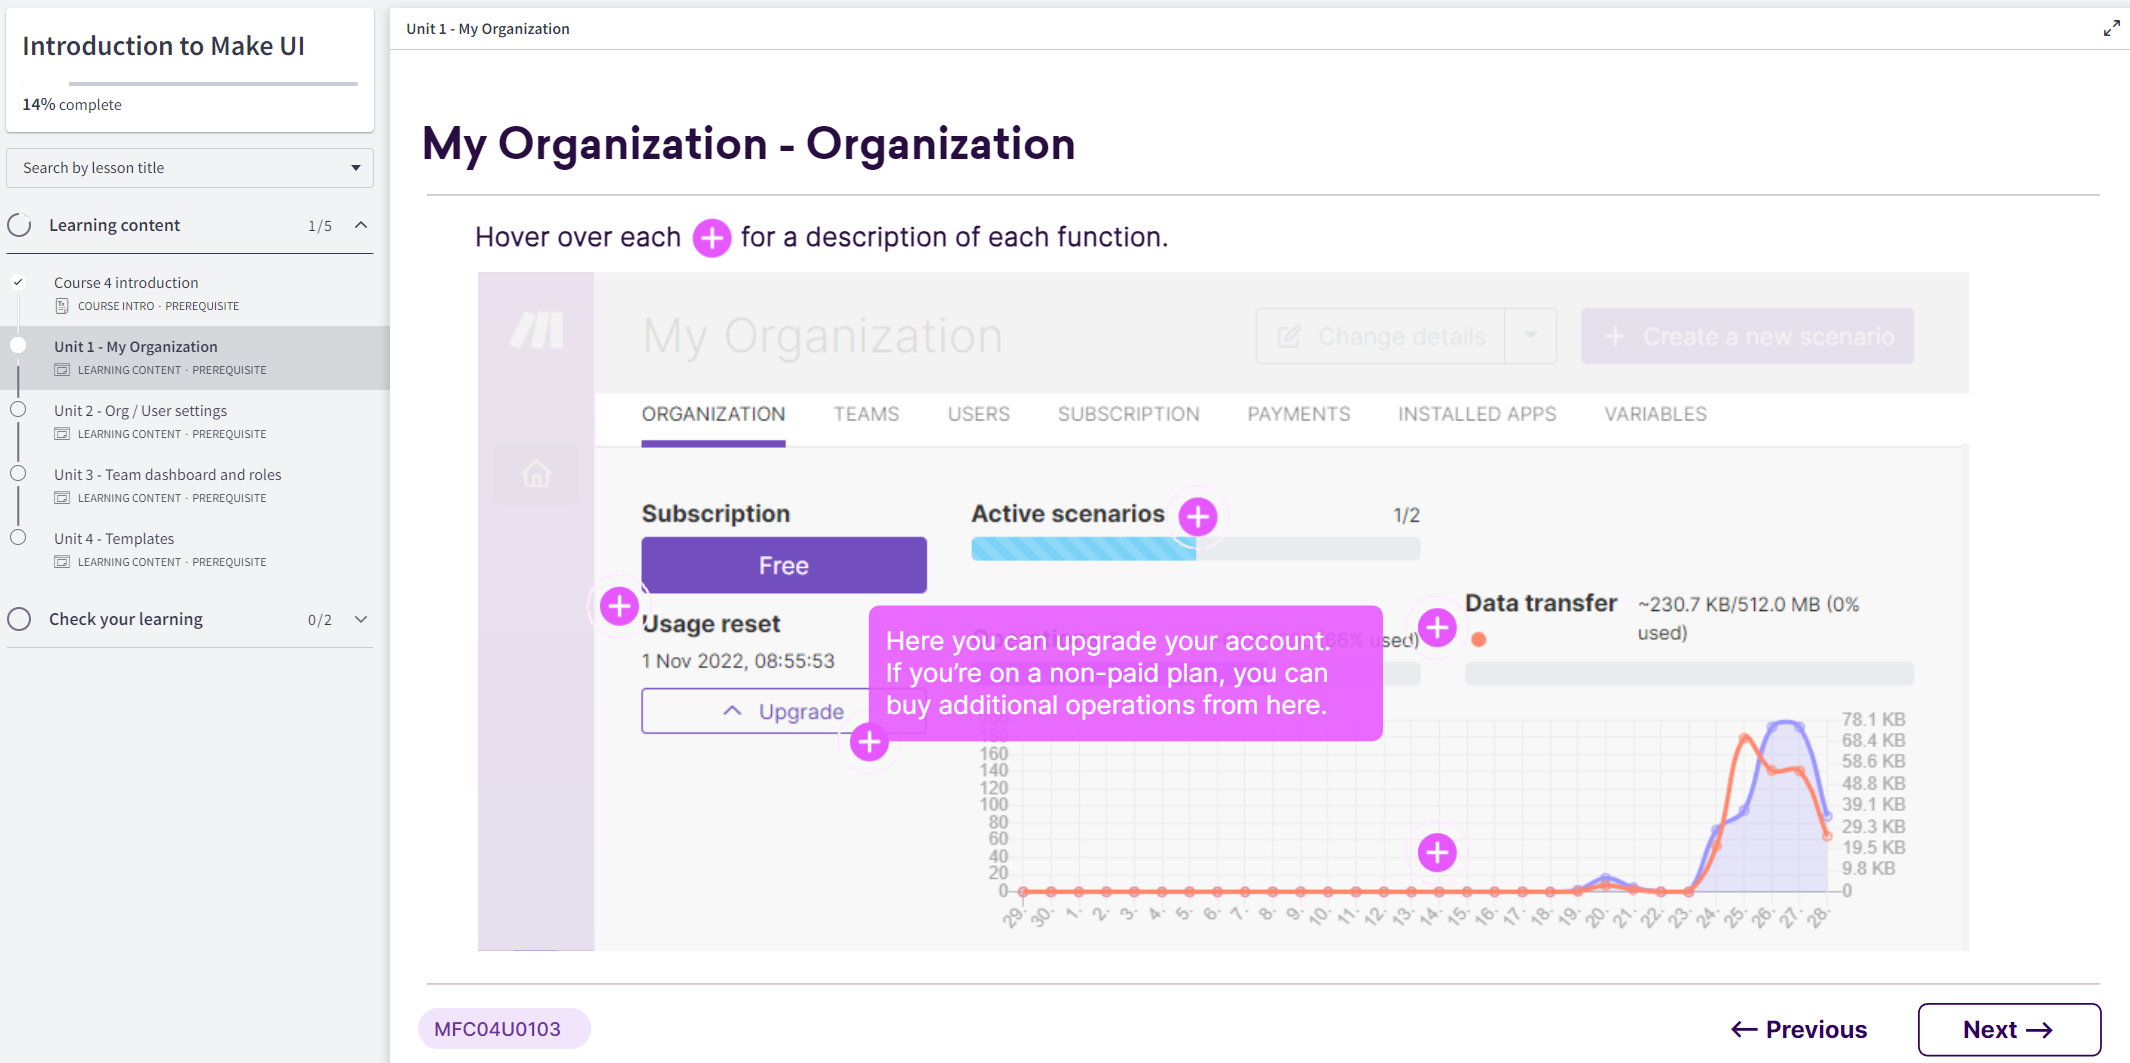 Introduction to Make UI
14% complete
Search by lesson title
Learning content 1/5
Course 4 introduction
COURSE INTRO · PREREQUISITE
Unit 1 - My Organization
LEARNING CONTENT · PREREQUISITE
Unit 2 - Org / User settings
LEARNING CONTENT · PREREQUISITE
Unit 3 - Team dashboard and roles
LEARNING CONTENT · PREREQUISITE
Unit 4 - Templates
LEARNING CONTENT · PREREQUISITE
Check your learning 0/2
Unit 1 - My Organization
My Organization - Organization
Hover over each + for a description of each function.
My Organization
Change details
+ Create a new scenario
ORGANIZATION TEAMS USERS SUBSCRIPTION PAYMENTS INSTALLED APPS VARIABLES
Subscription
Free
Usage reset
1 Nov 2022, 08:55:53
Upgrade
Active scenarios 1/2
used)
Here you can upgrade your account.
If you’re on a non-paid plan, you can
buy additional operations from here.
Data transfer ~230.7 KB/512.0 MB (0%
used)
200
180
160
140
120
100
80
60
40
20
0
78.1 KB
68.4 KB
58.6 KB
48.8 KB
39.1 KB
29.3 KB
19.5 KB
9.8 KB
0
29. 30. 1. 2. 3. 4. 5. 6. 7. 8. 9. 10. 11. 12. 13. 14. 15. 16. 17. 18. 19. 20. 21. 22. 23. 24. 25. 26. 27. 28.
MFC04U0103
← Previous
Next →